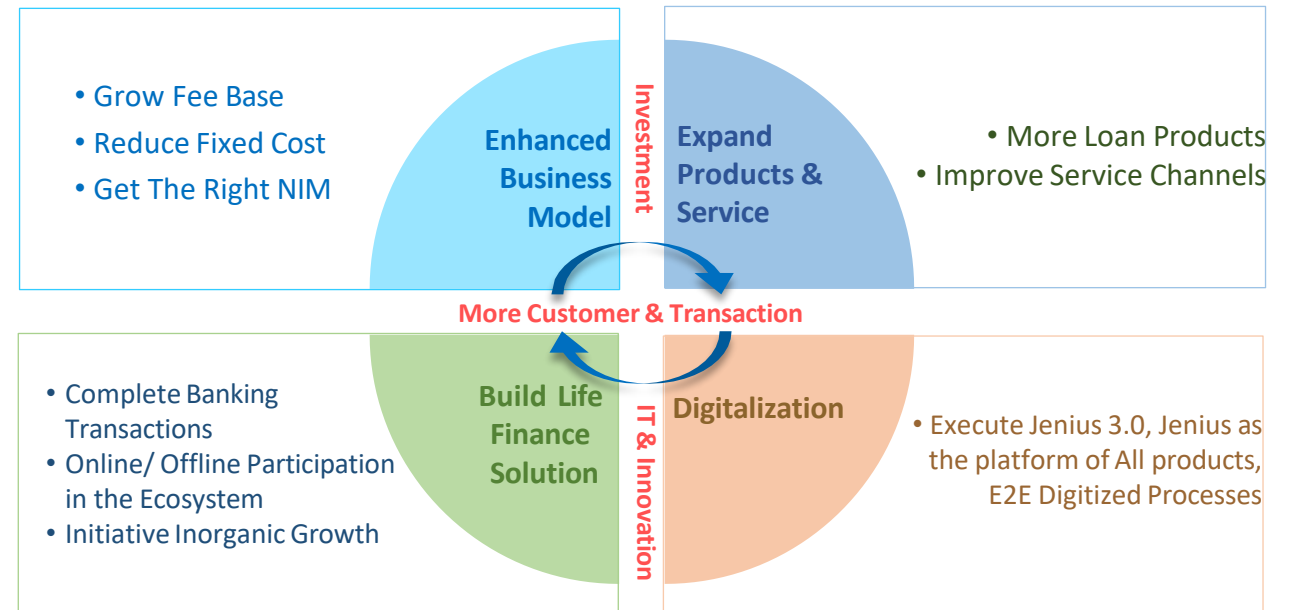 • Grow Fee Base
• Reduce Fixed Cost
• Get The Right NIM
Enhanced
Business
Model
Investment
Expand
Products &
Service
• More Loan Products
• Improve Service Channels
More Customer & Transaction
• Complete Banking
Transactions
• Online/ Offline Participation
in the Ecosystem
• Initiative Inorganic Growth
Build Life
Finance
Solution
IT & Innovation
Digitalization
• Execute Jenius 3.0, Jenius as
the platform of All products,
E2E Digitized Processes